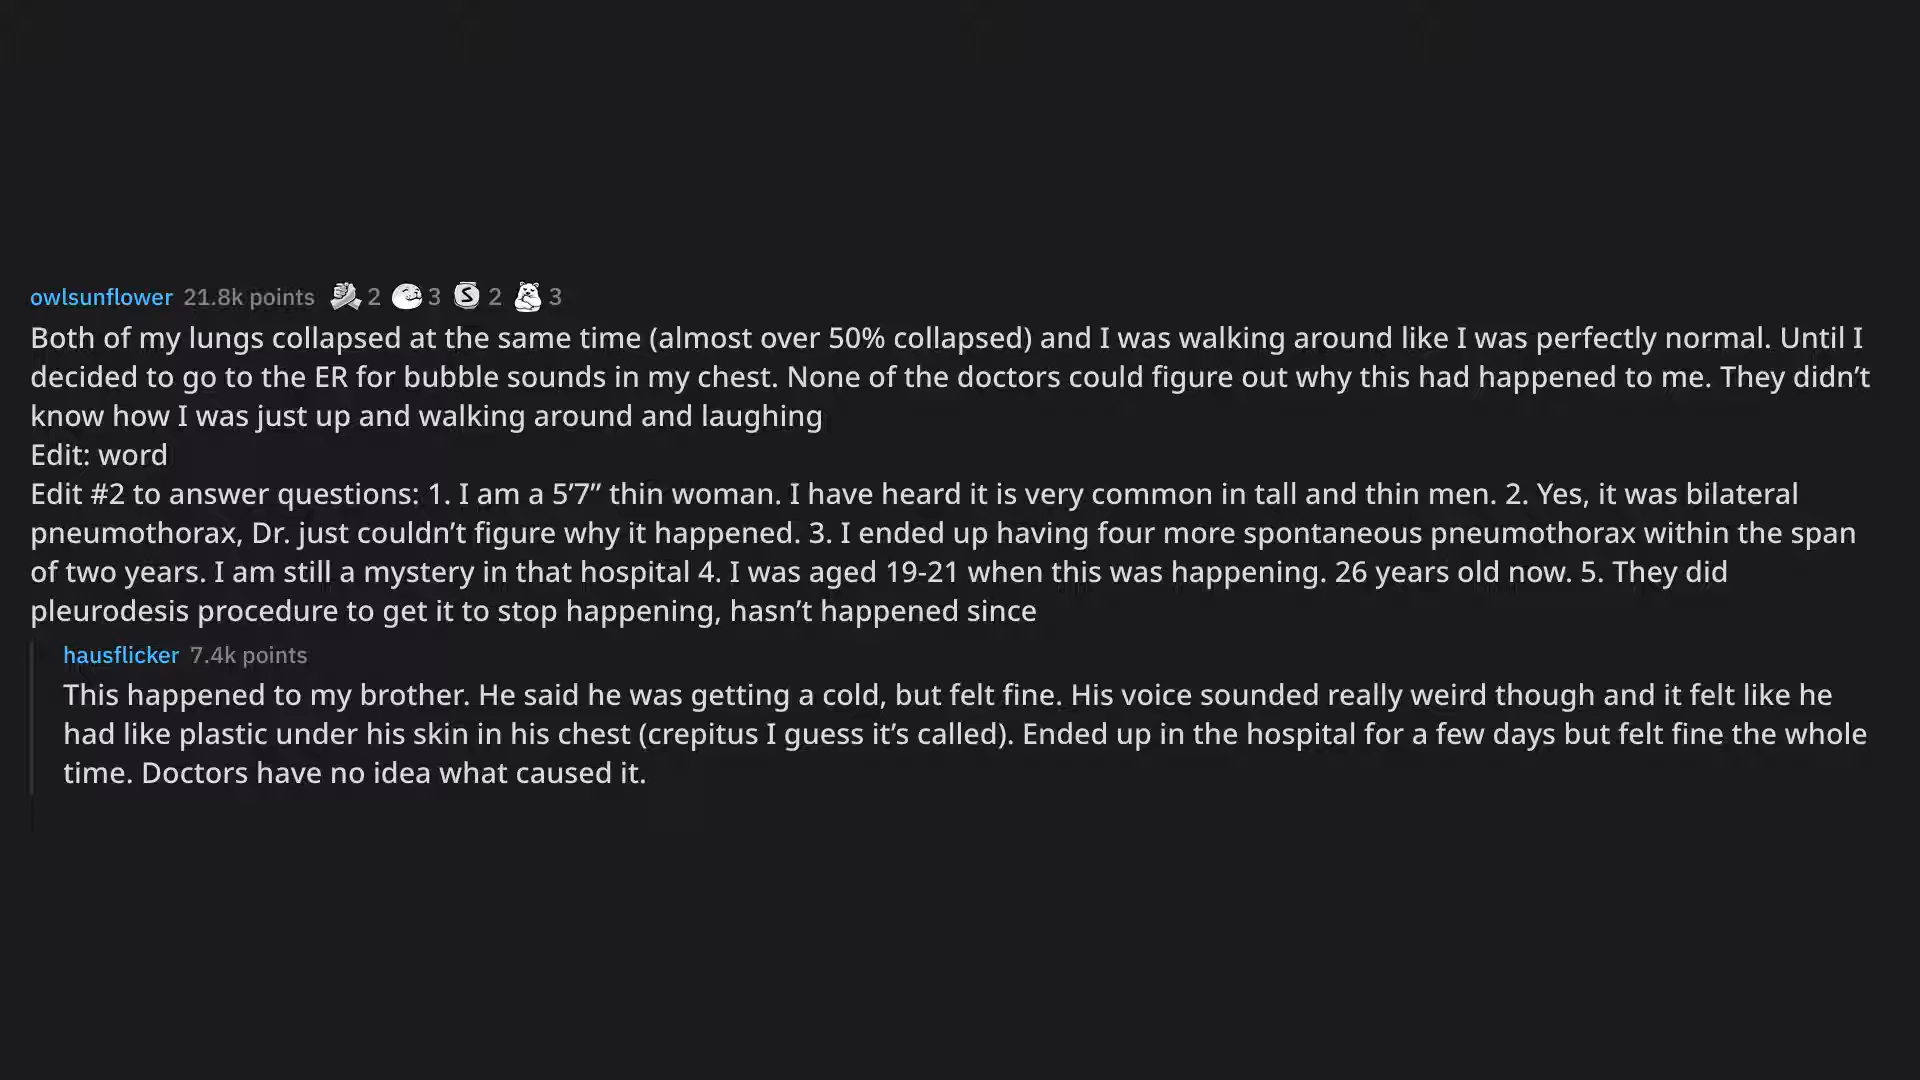 owlsunflower 21.8k points 2 3 S 2 3
Both of my lungs collapsed at the same time (almost over 50% collapsed) and I was walking around like I was perfectly normal. Until I
decided to go to the ER for bubble sounds in my chest. None of the doctors could figure out why this had happened to me. They didn’t
know how I was just up and walking around and laughing
Edit: word
Edit #2 to answer questions: 1. I am a 5’7” thin woman. I have heard it is very common in tall and thin men. 2. Yes, it was bilateral
pneumothorax, Dr. just couldn’t figure why it happened. 3. I ended up having four more spontaneous pneumothorax within the span
of two years. I am still a mystery in that hospital 4. I was aged 19-21 when this was happening. 26 years old now. 5. They did
pleurodesis procedure to get it to stop happening, hasn’t happened since
hausflicker 7.4k points
This happened to my brother. He said he was getting a cold, but felt fine. His voice sounded really weird though and it felt like he
had like plastic under his skin in his chest (crepitus I guess it’s called). Ended up in the hospital for a few days but felt fine the whole
time. Doctors have no idea what caused it.